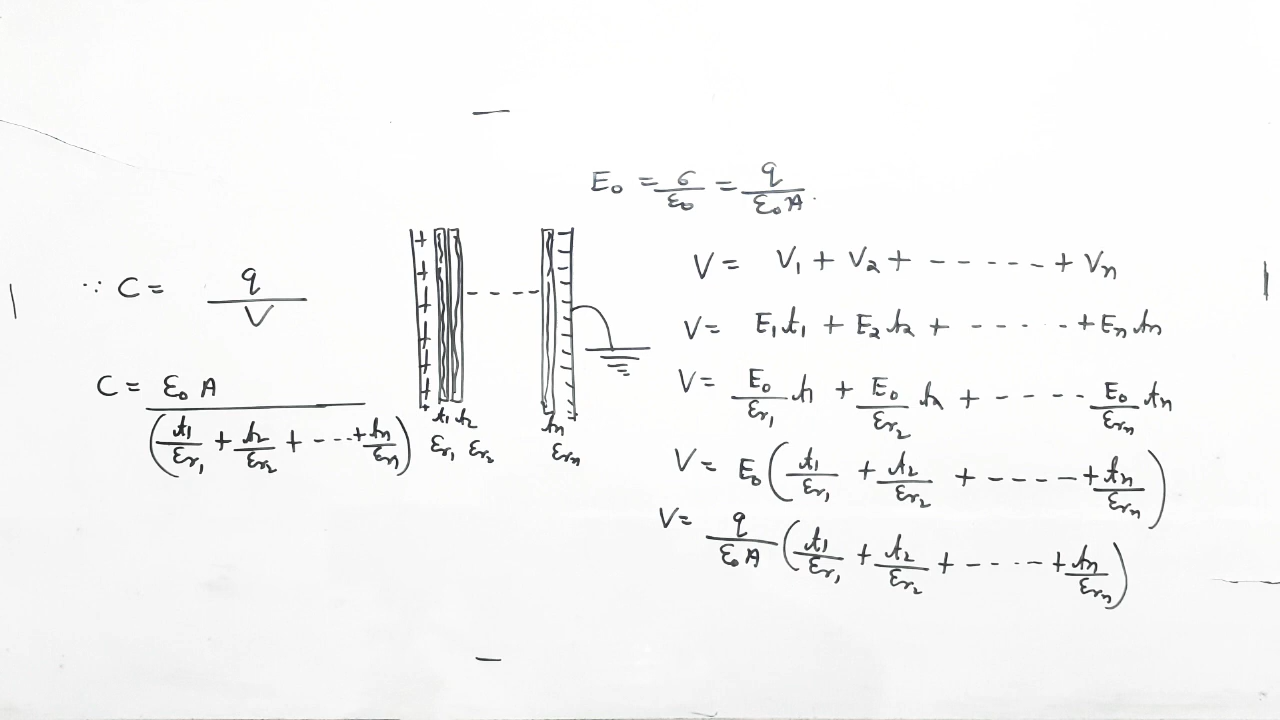 E₀ = σ/ε₀ = q/ε₀A
∵ C = q/V
C = ε₀A/(t₁/εr₁ + t₂/εr₂ + ---+ tn/εrn)
+ + + + + + +
t₁ t₂ tn
εr₁ εr₂ εrn
V = V₁ + V₂ + ------ + Vn
V = E₁t₁ + E₂t₂ + ------ + En tn
V = E₀/εr₁ t₁ + E₀/εr₂ t₂ + ---- E₀/εrn tn
V = E₀(t₁/εr₁ + t₂/εr₂ + ----+ tn/εrn)
V = q/ε₀A (t₁/εr₁ + t₂/εr₂ + -----+ tn/εrn)